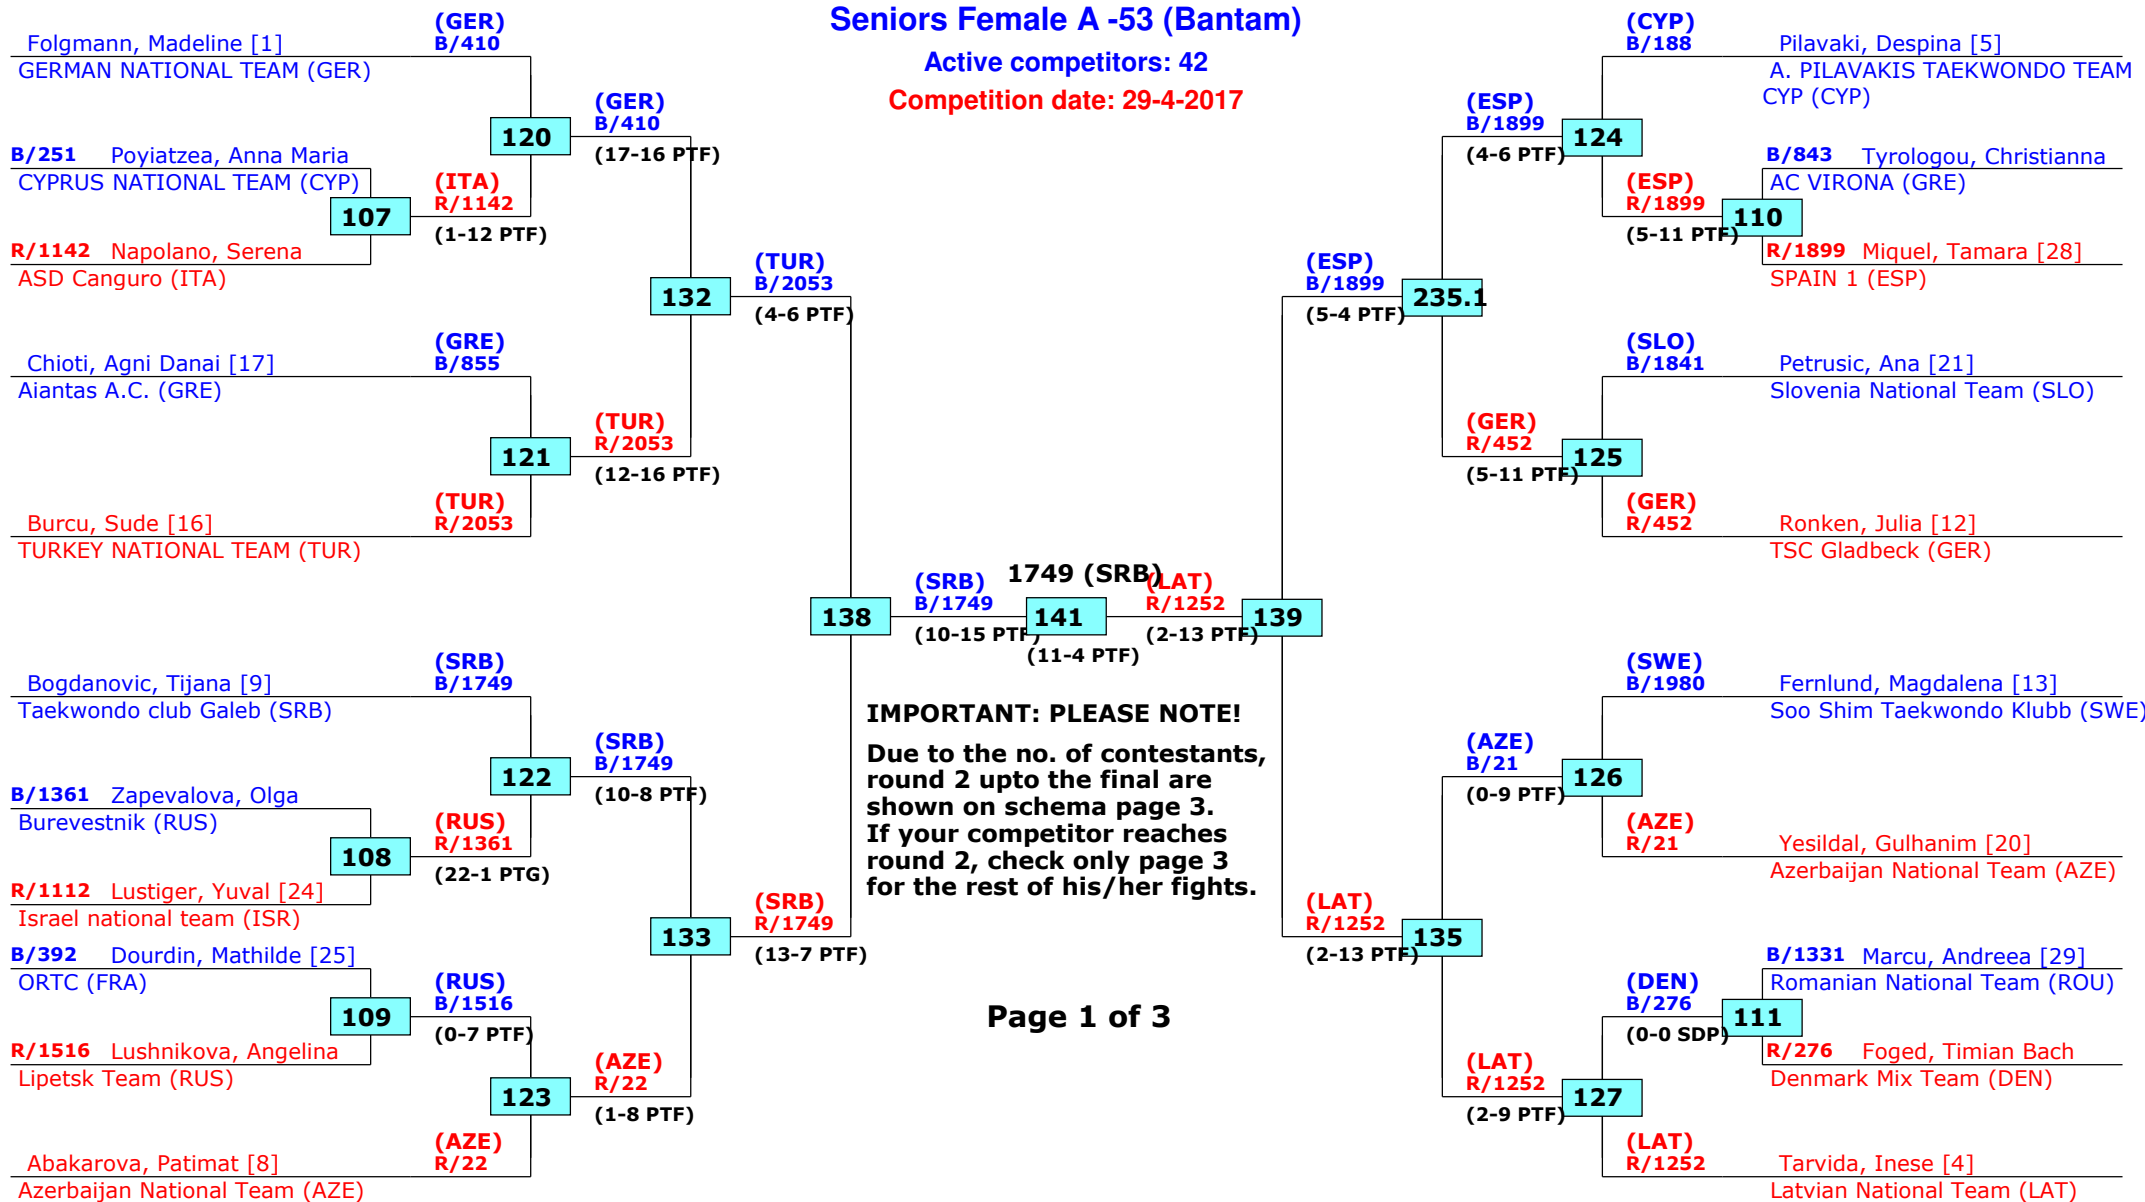 Seniors Female A -53 (Bantam)
Active competitors: 42
Competition date: 29-4-2017
(GER)
B/410
Folgmann, Madeline [1]
GERMAN NATIONAL TEAM (GER)
B/251 Poyiatzea, Anna Maria
CYPRUS NATIONAL TEAM (CYP)
107
R/1142 Napolano, Serena
ASD Canguro (ITA)
(ITA)
R/1142
(1-12 PTF)
120
(GER)
B/410
(17-16 PTF)
(GRE)
B/855
Chioti, Agni Danai [17]
Aiantas A.C. (GRE)
121
(TUR)
R/2053
Burcu, Sude [16]
TURKEY NATIONAL TEAM (TUR)
(TUR)
R/2053
(12-16 PTF)
132
(TUR)
B/2053
(4-6 PTF)
(SRB)
B/1749
Bogdanovic, Tijana [9]
Taekwondo club Galeb (SRB)
B/1361 Zapevalova, Olga
Burevestnik (RUS)
108
R/1112 Lustiger, Yuval [24]
Israel national team (ISR)
(RUS)
R/1361
(22-1 PTG)
122
(SRB)
B/1749
(10-8 PTF)
B/392 Dourdin, Mathilde [25]
ORTC (FRA)
109
R/1516 Lushnikova, Angelina
Lipetsk Team (RUS)
(RUS)
B/1516
(0-7 PTF)
123
(AZE)
R/22
Abakarova, Patimat [8]
Azerbaijan National Team (AZE)
(AZE)
R/22
(1-8 PTF)
133
(SRB)
R/1749
(13-7 PTF)
138
(SRB)
B/1749
(10-15 PTF)
1749 (SRB)
141
(11-4 PTF)
(LAT)
R/1252
(2-13 PTF)
139
IMPORTANT: PLEASE NOTE!
Due to the no. of contestants,
round 2 upto the final are
shown on schema page 3.
If your competitor reaches
round 2, check only page 3
for the rest of his/her fights.
Page 1 of 3
(CYP)
B/188
Pilavaki, Despina [5]
A. PILAVAKIS TAEKWONDO TEAM
CYP (CYP)
B/843 Tyrologou, Christianna
AC VIRONA (GRE)
110
R/1899 Miquel, Tamara [28]
SPAIN 1 (ESP)
(ESP)
R/1899
(5-11 PTF)
124
(ESP)
B/1899
(4-6 PTF)
(SLO)
B/1841
Petrusic, Ana [21]
Slovenia National Team (SLO)
125
(GER)
R/452
Ronken, Julia [12]
TSC Gladbeck (GER)
(GER)
R/452
(5-11 PTF)
235.1
(ESP)
B/1899
(5-4 PTF)
(SWE)
B/1980
Fernlund, Magdalena [13]
Soo Shim Taekwondo Klubb (SWE)
126
(AZE)
R/21
Yesildal, Gulhanim [20]
Azerbaijan National Team (AZE)
(AZE)
B/21
(0-9 PTF)
B/1331 Marcu, Andreea [29]
Romanian National Team (ROU)
111
R/276 Foged, Timian Bach
Denmark Mix Team (DEN)
(DEN)
B/276
(0-0 SDP)
127
(LAT)
R/1252
Tarvida, Inese [4]
Latvian National Team (LAT)
(LAT)
R/1252
(2-9 PTF)
135
(LAT)
R/1252
(2-13 PTF)